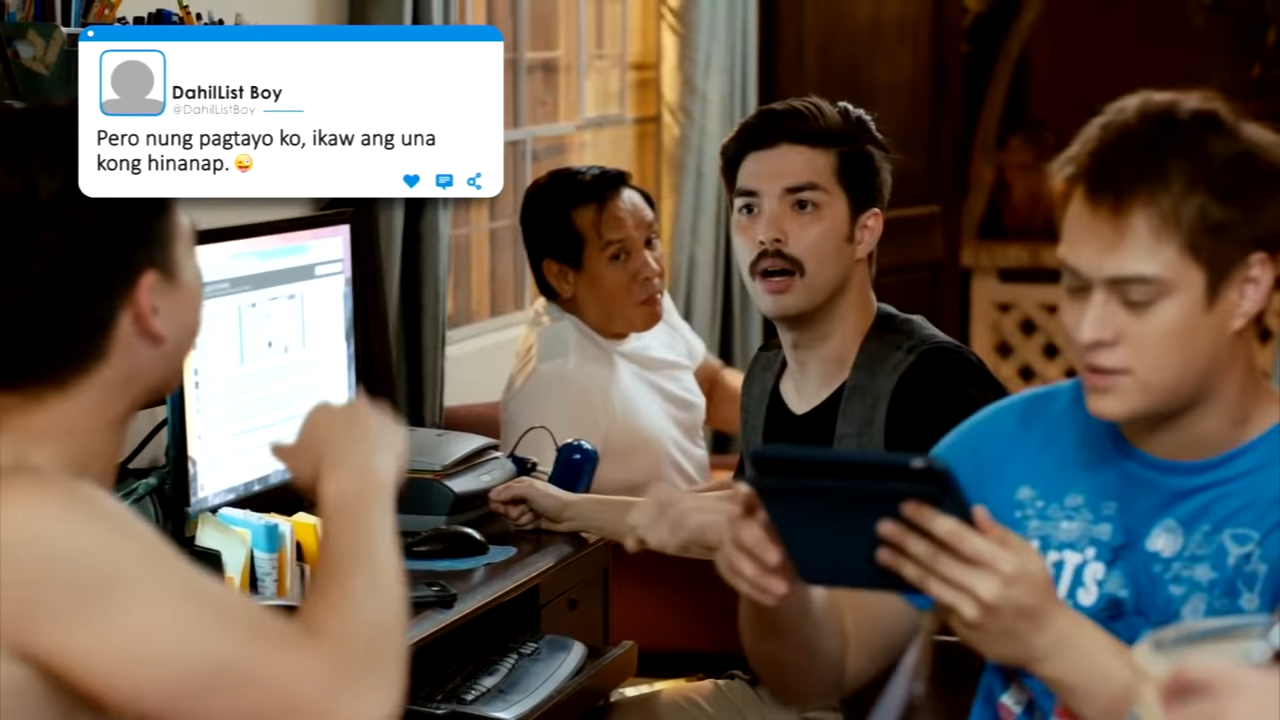 DahilList Boy
@DahilListBoy
Pero nung pagtayo ko, ikaw ang una
kong hinanap. 😜